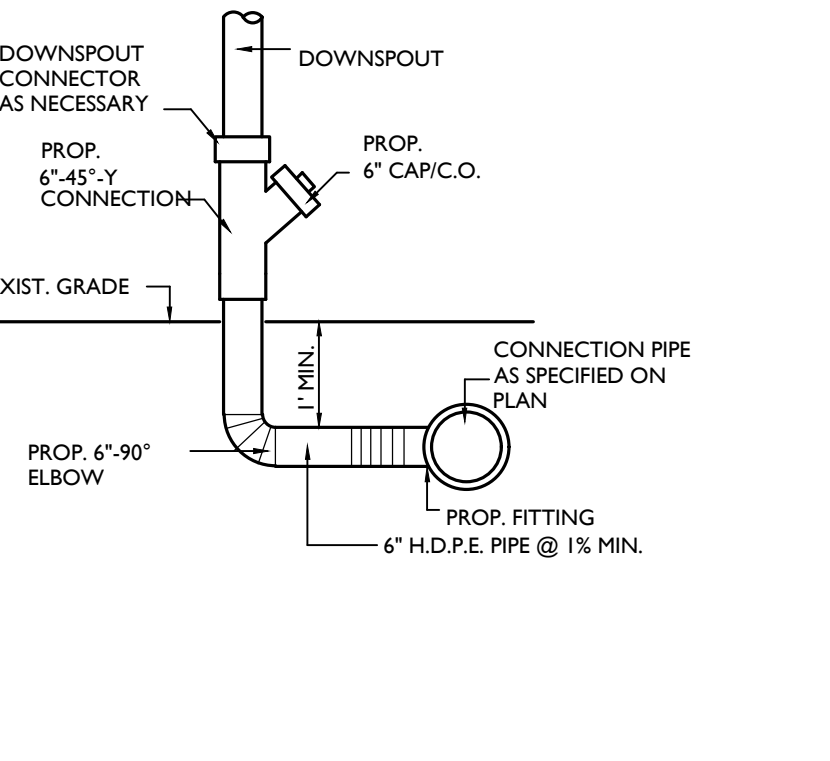 DOWNSPOUT
CONNECTOR
AS NECESSARY
DOWNSPOUT
PROP.
6"-45°-Y
CONNECTION
PROP.
6" CAP/C.O.
XIST. GRADE
1' MIN.
CONNECTION PIPE
AS SPECIFIED ON
PLAN
PROP. 6"-90°
ELBOW
PROP. FITTING
6" H.D.P.E. PIPE @ 1% MIN.